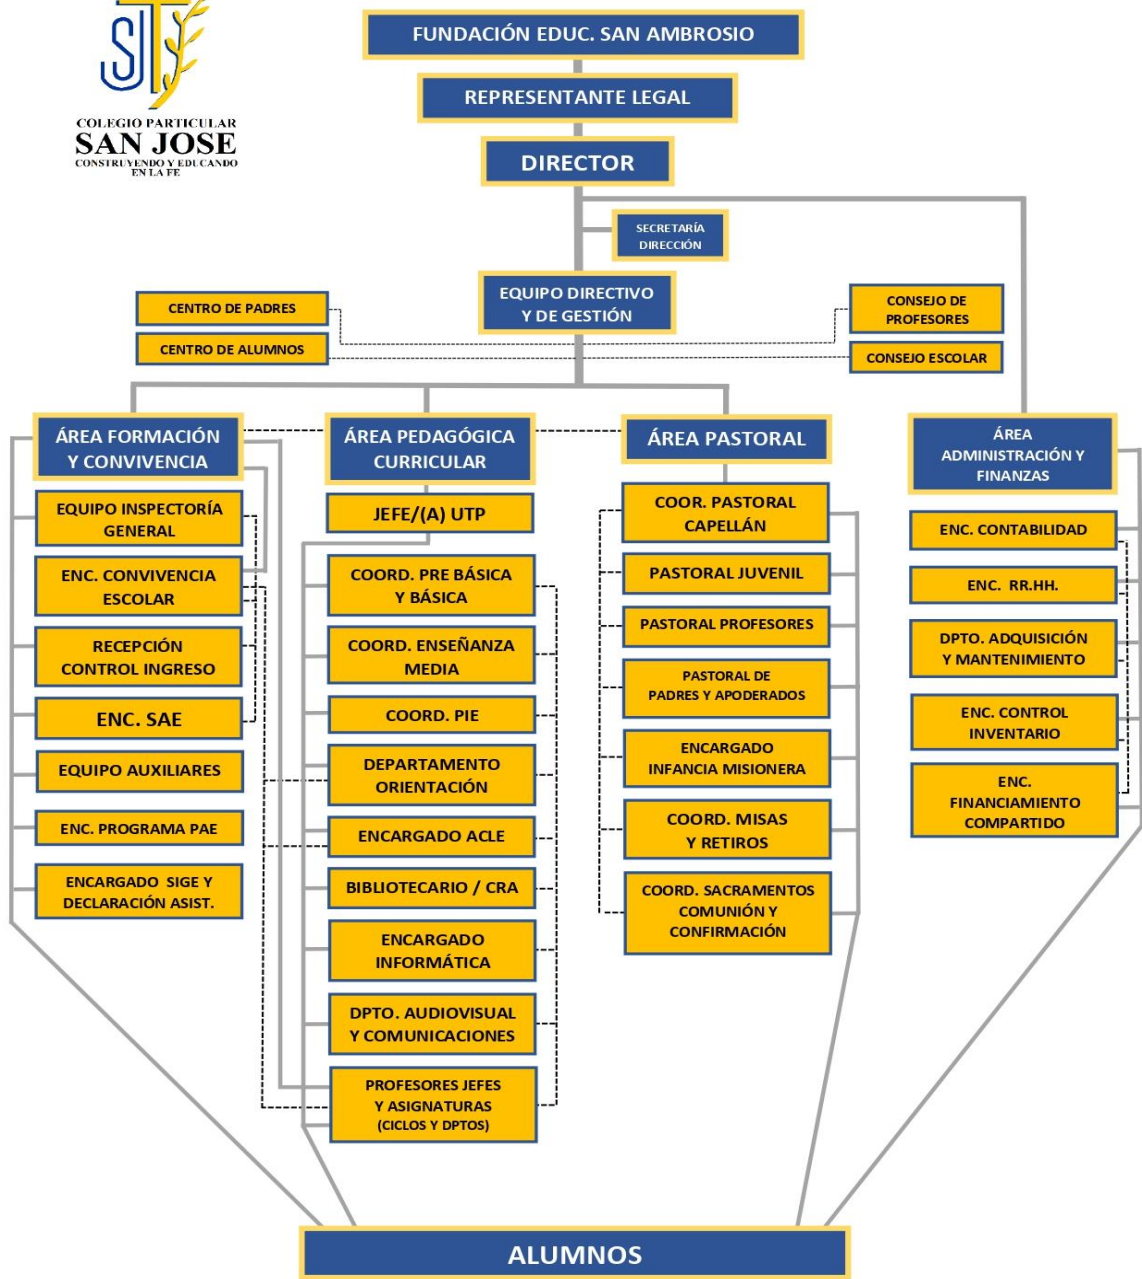 COLEGIO PARTICULAR
SAN JOSE
CONSTRUYENDO Y EDUCANDO
EN LA FE
FUNDACIÓN EDUC. SAN AMBROSIO
REPRESENTANTE LEGAL
DIRECTOR
SECRETARÍA
DIRECCIÓN
EQUIPO DIRECTIVO
Y DE GESTIÓN
CENTRO DE PADRES
CENTRO DE ALUMNOS
CONSEJO DE
PROFESORES
CONSEJO ESCOLAR
ÁREA FORMACIÓN
Y CONVIVENCIA
EQUIPO INSPECTORÍA
GENERAL
ENC. CONVIVENCIA
ESCOLAR
RECEPCIÓN
CONTROL INGRESO
ENC. SAE
EQUIPO AUXILIARES
ENC. PROGRAMA PAE
ENCARGADO SIGE Y
DECLARACIÓN ASIST.
ÁREA PEDAGÓGICA
CURRICULAR
JEFE/(A) UTP
COORD. PRE BÁSICA
Y BÁSICA
COORD. ENSEÑANZA
MEDIA
COORD. PIE
DEPARTAMENTO
ORIENTACIÓN
ENCARGADO ACLE
BIBLIOTECARIO / CRA
ENCARGADO
INFORMÁTICA
DPTO. AUDIOVISUAL
Y COMUNICACIONES
PROFESORES JEFES
Y ASIGNATURAS
(CICLOS Y DPTOS)
ÁREA PASTORAL
COOR. PASTORAL
CAPELLÁN
PASTORAL JUVENIL
PASTORAL PROFESORES
PASTORAL DE
PADRES Y APODERADOS
ENCARGADO
INFANCIA MISIONERA
COORD. MISAS
Y RETIROS
COORD. SACRAMENTOS
COMUNIÓN Y
CONFIRMACIÓN
ÁREA
ADMINISTRACIÓN Y
FINANZAS
ENC. CONTABILIDAD
ENC. RR.HH.
DPTO. ADQUISICIÓN
Y MANTENIMIENTO
ENC. CONTROL
INVENTARIO
ENC.
FINANCIAMIENTO
COMPARTIDO
ALUMNOS